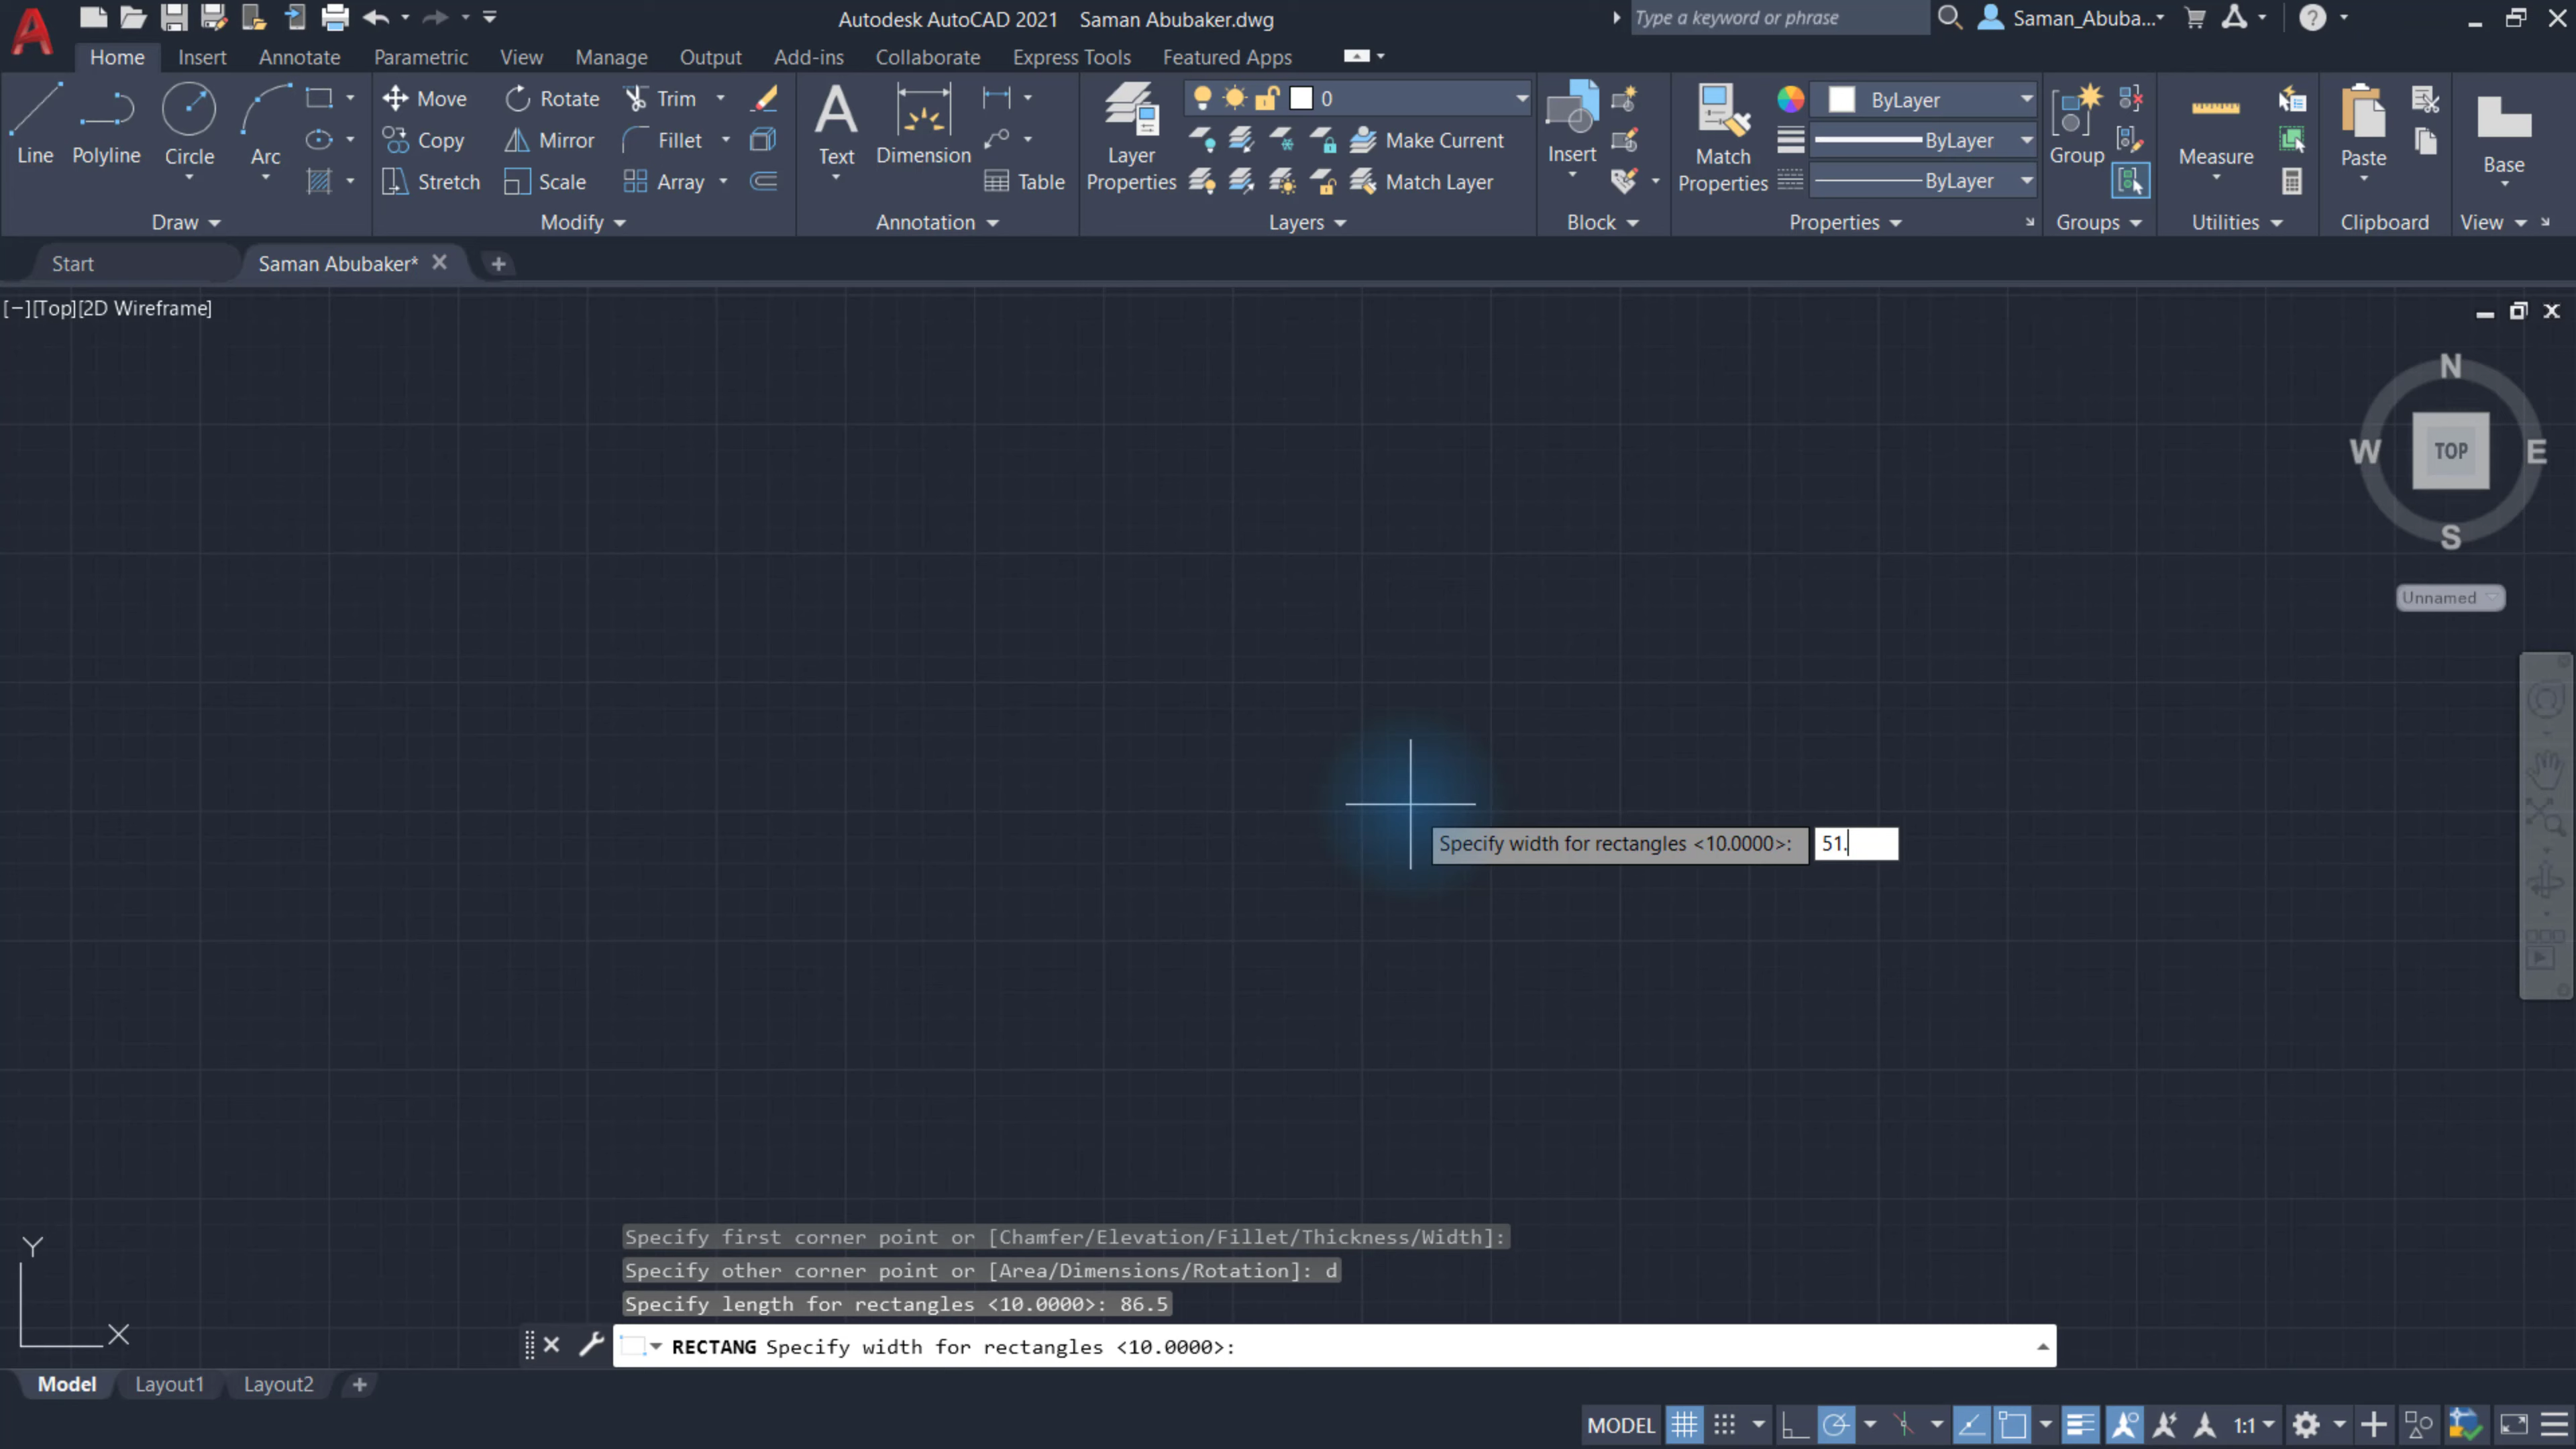 Autodesk AutoCAD 2021 Saman Abubaker.dwg
Type a keyword or phrase
Saman_Abuba...
Home Insert Annotate Parametric View Manage Output Add-ins Collaborate Express Tools Featured Apps
Line Polyline Circle Arc
Move Rotate Trim
Copy Mirror Fillet
Stretch Scale Array
Text Dimension Table
Layer Properties
0
Make Current
Match Layer
Insert
Match Properties
ByLayer
ByLayer
ByLayer
Group
Measure
Paste
Base
Draw Modify Annotation Layers Block Properties Groups Utilities Clipboard View
Start Saman Abubaker*
[−][Top][2D Wireframe]
N
W TOP E
S
Unnamed
Specify width for rectangles <10.0000>: 51.
Specify first corner point or [Chamfer/Elevation/Fillet/Thickness/Width]:
Specify other corner point or [Area/Dimensions/Rotation]: d
Specify length for rectangles <10.0000>: 86.5
RECTANG Specify width for rectangles <10.0000>:
Y
X
Model Layout1 Layout2
MODEL 1:1